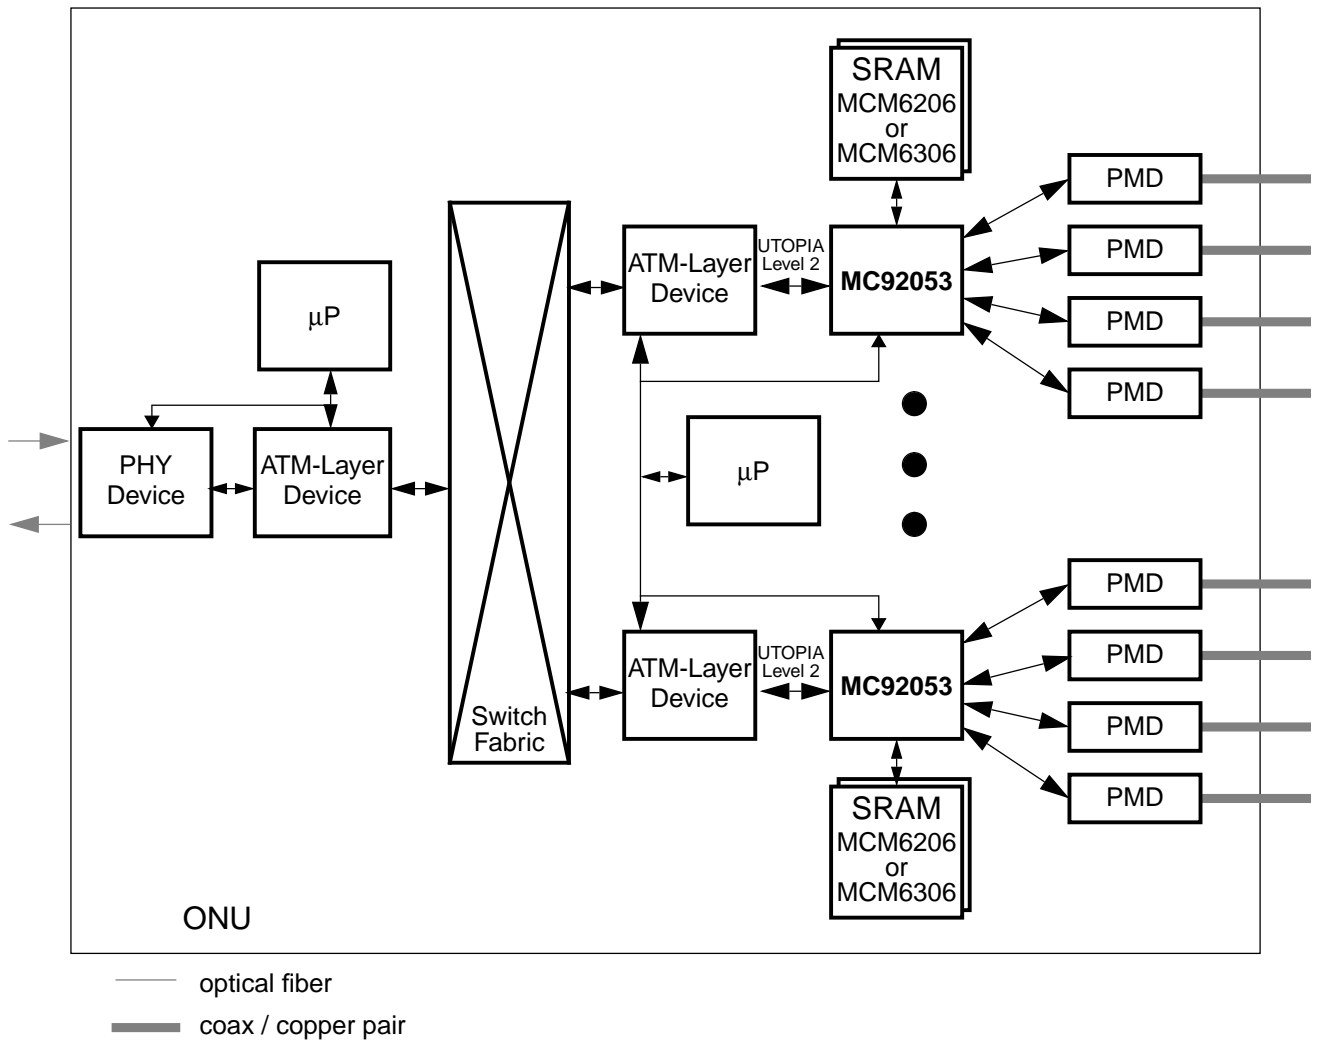 SRAM
MCM6206
or
MCM6306
PMD
PMD
PMD
PMD
UTOPIA
Level 2
ATM-Layer
Device
MC92053
μP
PHY
Device
ATM-Layer
Device
μP
Switch
Fabric
ATM-Layer
Device
UTOPIA
Level 2
MC92053
PMD
PMD
PMD
PMD
SRAM
MCM6206
or
MCM6306
ONU
optical fiber
coax / copper pair